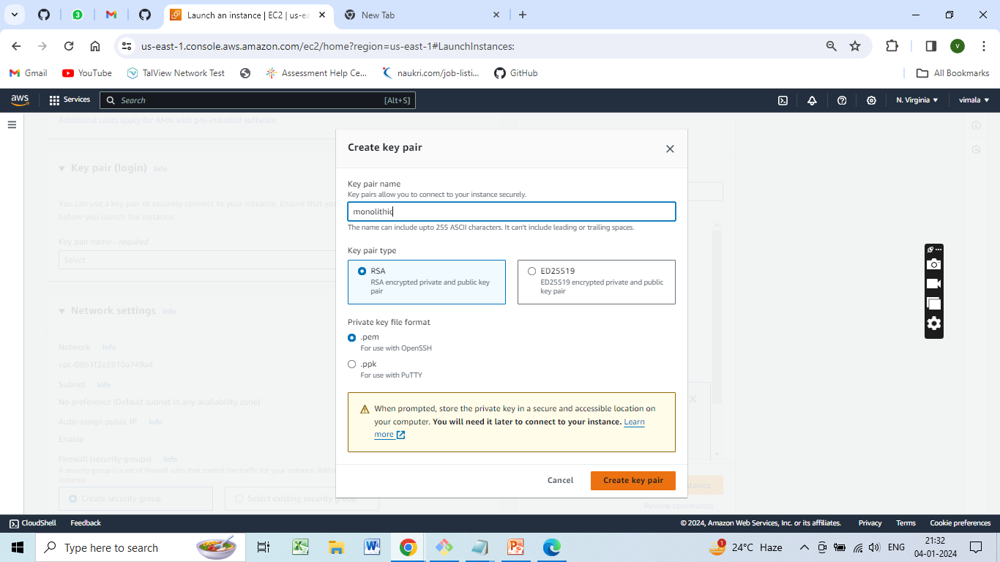 3
Launch an instance | EC2 | us-ea
New Tab
us-east-1.console.aws.amazon.com/ec2/home?region=us-east-1#LaunchInstances:
V
Gmail
YouTube
TalView Network Test
Assessment Help Ce...
naukri.com/job-listi...
GitHub
All Bookmarks
aws
Services
Search
[Alt+S]
N. Virginia
vimala
Additional costs apply for AMIs with pre-installed software
Key pair (login) Info
You can use a key pair to securely connect to your instance. Ensure that you
before you launch the instance.
Key pair name - required
Select
Network settings Info
Network Info
vpc-08b1f2e5910a749a4
Subnet Info
No preference (Default subnet in any availability zone)
Auto-assign public IP Info
Enable
Firewall (security groups) Info
A security group is a set of firewall rules that control the traffic for your instance. Add
instance.
Create security group
Select existing security group
Create key pair
Key pair name
Key pairs allow you to connect to your instance securely.
monolithic
The name can include upto 255 ASCII characters. It can't include leading or trailing spaces.
Key pair type
RSA
RSA encrypted private and public key
pair
ED25519
ED25519 encrypted private and public
key pair
Private key file format
.pem
For use with OpenSSH
.ppk
For use with PuTTY
When prompted, store the private key in a secure and accessible location on
your computer. You will need it later to connect to your instance. Learn
more
Cancel
Create key pair
stance
Review commands
CloudShell
Feedback
© 2024, Amazon Web Services, Inc. or its affiliates.
Privacy
Terms
Cookie preferences
Type here to search
1
24°C Haze
ENG
21:32
04-01-2024